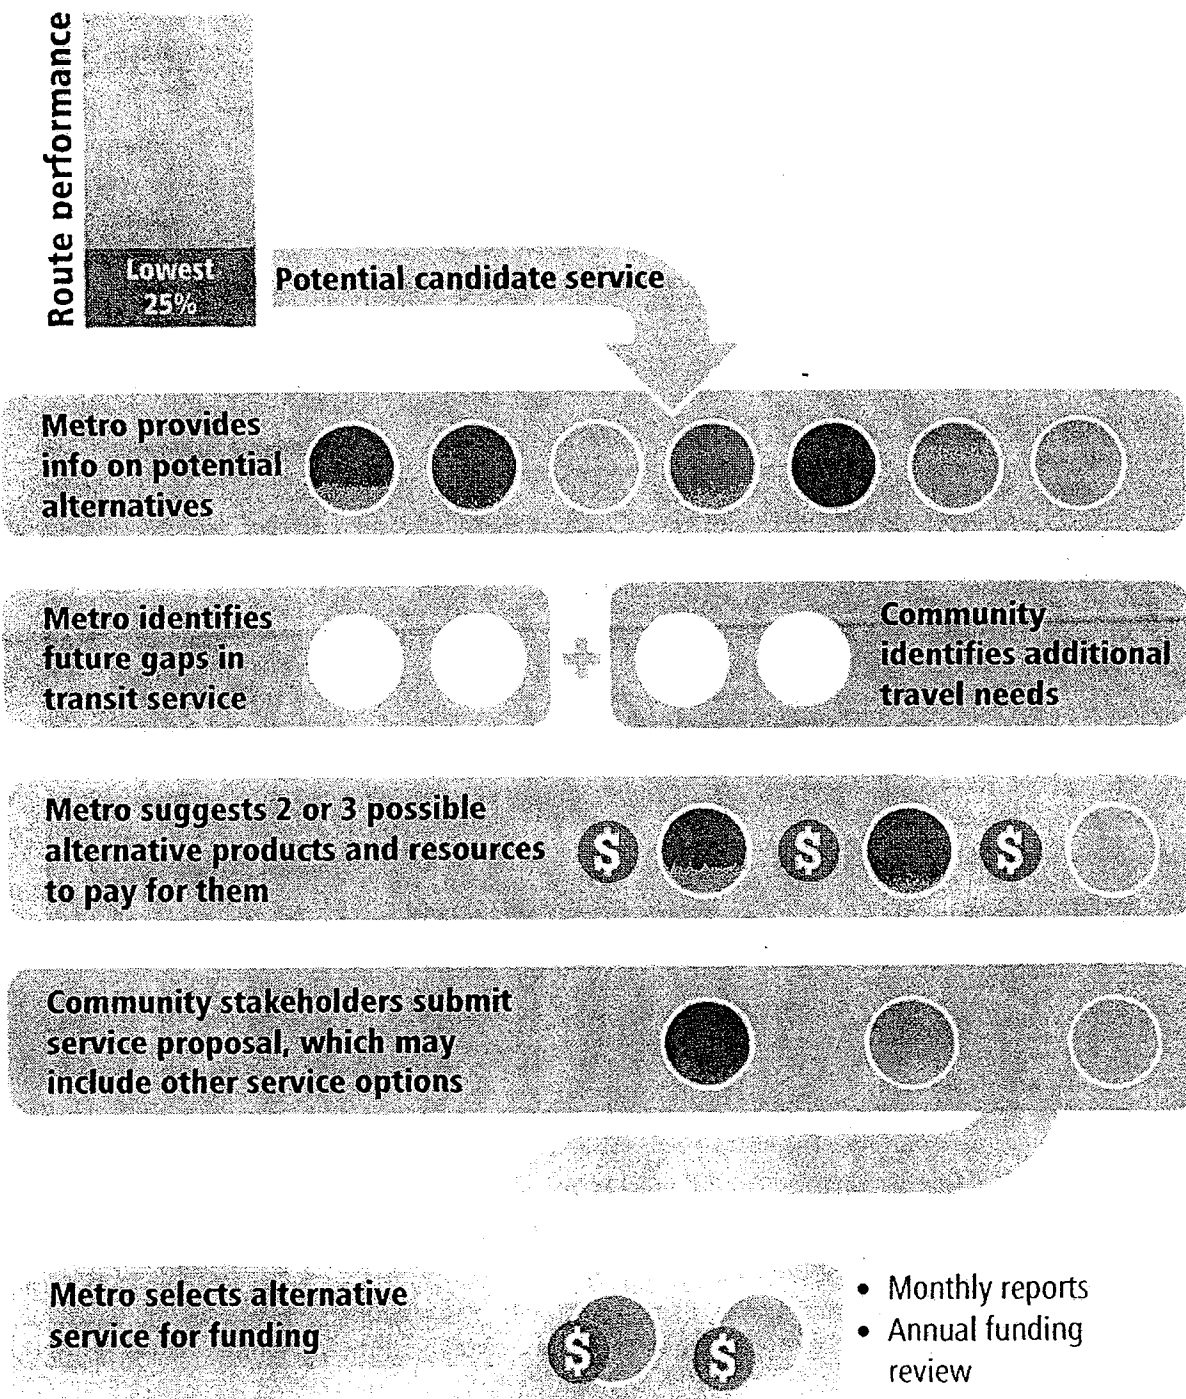 Route performance
Lowest
25%
Potential candidate service
Metro provides
info on potential
alternatives
Metro identifies
future gaps in
transit service
+
Community
identifies additional
travel needs
Metro suggests 2 or 3 possible
alternative products and resources
to pay for them
$ $ $
Community stakeholders submit
service proposal, which may
include other service options
Metro selects alternative
service for funding
$ $
• Monthly reports
• Annual funding
review